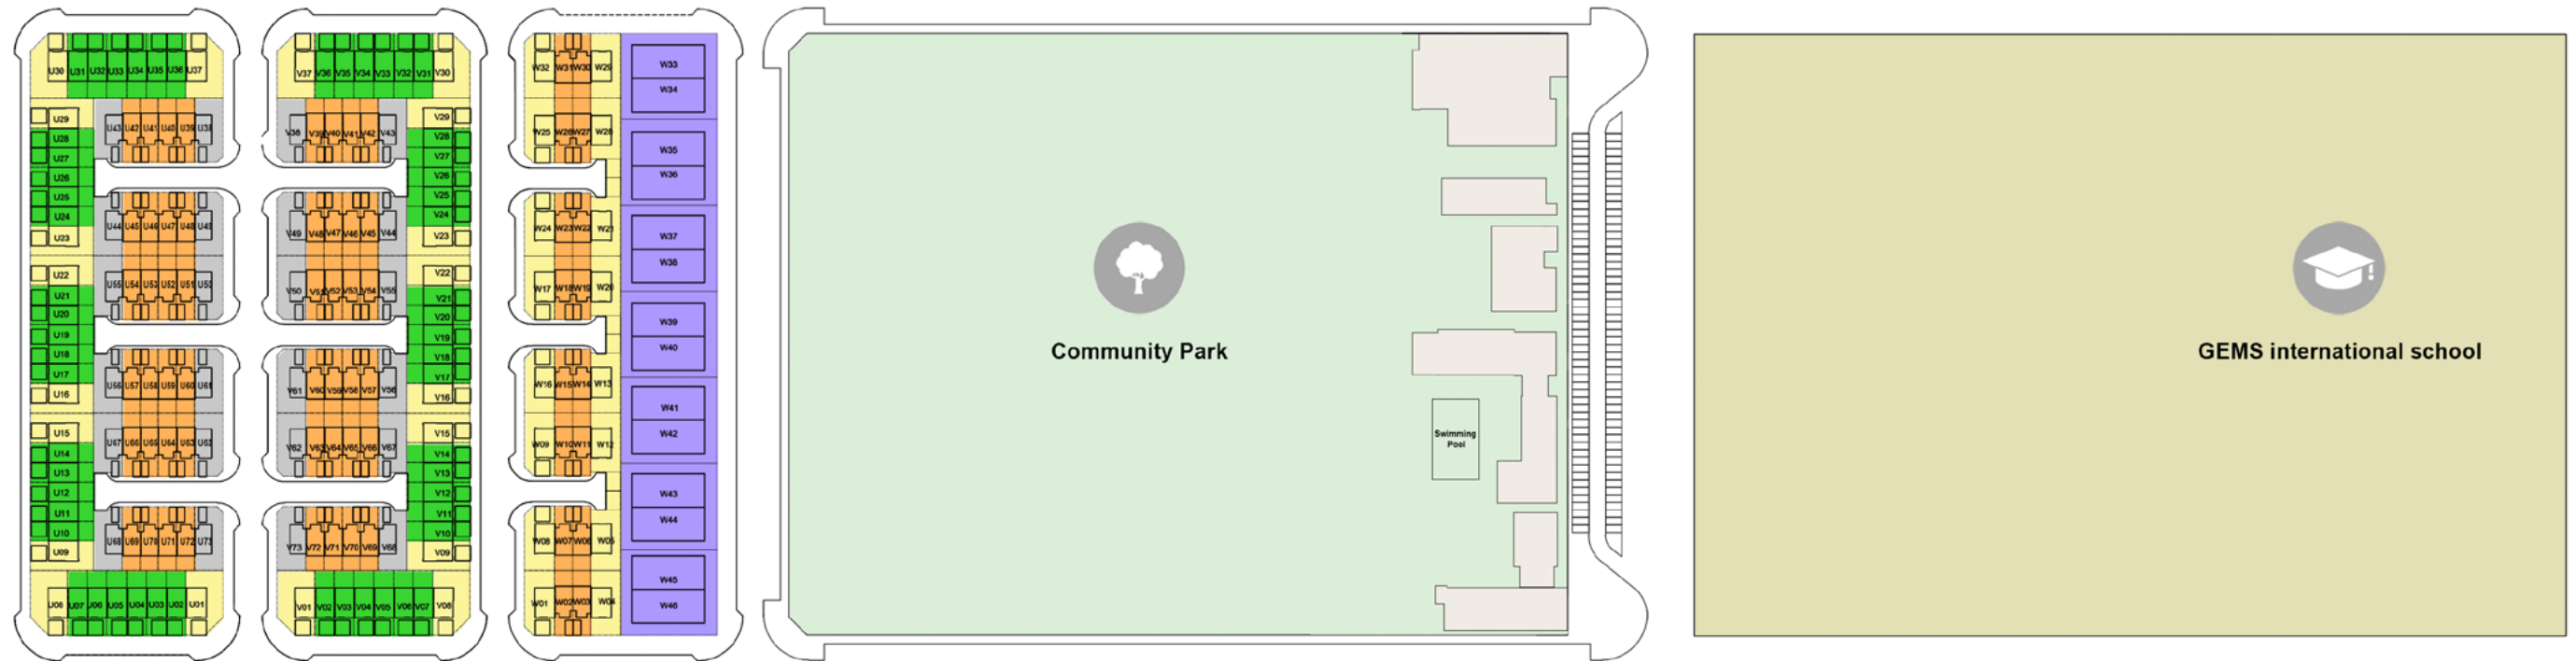 U30 U31 U32 U33 U34 U35 U36 U37
V37 V36 V35 V34 V33 V32 V31 V30
W32 W31 W30 W29
W33
W34
U29
U28
U27
U26
U25
U24
U23
U43 U42 U41 U40 U39 U38
V38 V39 V40 V41 V42 V43
V29
V28
V27
V26
V25
V24
V23
W25 W26 W27 W28
W35
W36
U44 U45 U46 U47 U48 U49
V49 V48 V47 V46 V45 V44
W24 W23 W22 W21
W37
W38
U22
U21
U20
U19
U18
U17
U16
U55 U54 U53 U52 U51 U50
V50 V51 V52 V53 V54 V55
V22
V21
V20
V19
V18
V17
V16
W17 W18 W19 W20
W39
W40
U56 U57 U58 U59 U60 U61
V61 V60 V59 V58 V57 V56
W16 W15 W14 W13
W41
W42
U15
U14
U13
U12
U11
U10
U09
U67 U66 U65 U64 U63 U62
V62 V63 V64 V65 V66 V67
V15
V14
V13
V12
V11
V10
V09
W09 W10 W11 W12
W43
W44
U68 U69 U70 U71 U72 U73
V73 V72 V71 V70 V69 V68
W08 W07 W06 W05
W45
W46
U08 U07 U06 U05 U04 U03 U02 U01
V01 V02 V03 V04 V05 V06 V07 V08
W01 W02 W03 W04
Community Park
Swimming
Pool
GEMS international school